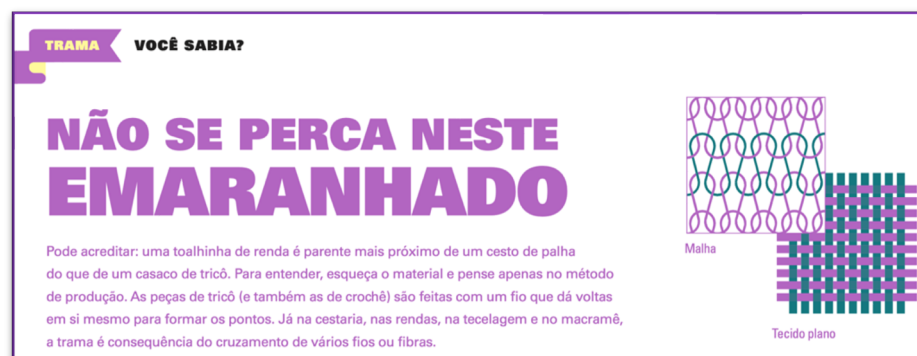 TRAMA VOCÊ SABIA?
NÃO SE PERCA NESTE
EMARANHADO
Pode acreditar: uma toalhinha de renda é parente mais próximo de um cesto de palha
do que de um casaco de tricô. Para entender, esqueça o material e pense apenas no método
de produção. As peças de tricô (e também as de crochê) são feitas com um fio que dá voltas
em si mesmo para formar os pontos. Já na cestaria, nas rendas, na tecelagem e no macramê,
a trama é consequência do cruzamento de vários fios ou fibras.
Malha
Tecido plano